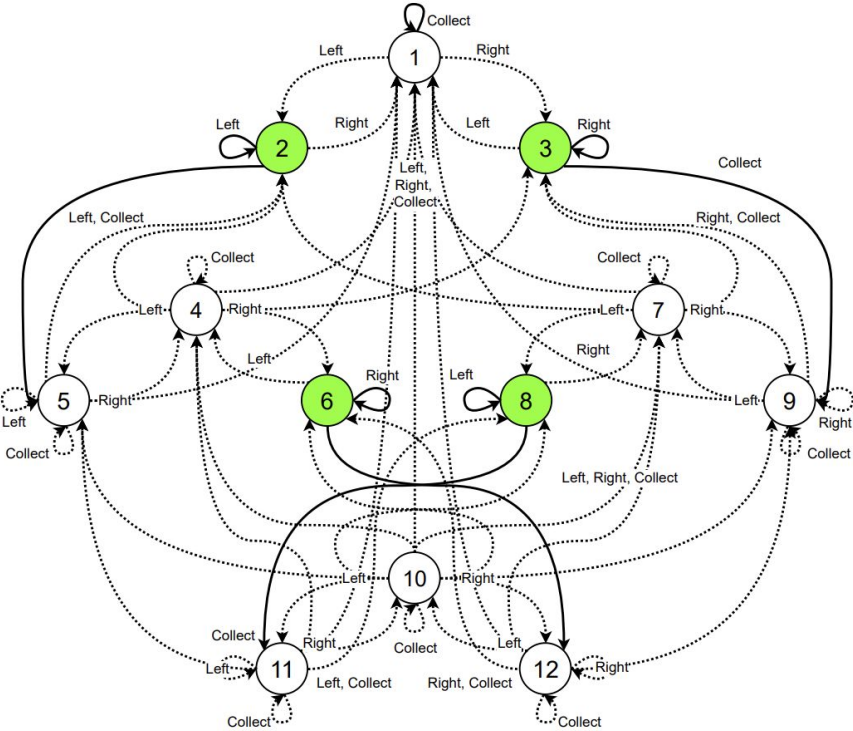 Collect
1
Left
Right
Left
2
Right
Left
3
Right
Collect
Left,
Right,
Collect
Left, Collect
Right, Collect
Collect
Collect
Left
4
Right
Left
7
Right
Left
Right
Right
Left
5
Right
6
8
Left
9
Left
Right
Collect
Collect
Left, Right, Collect
Left
10
Right
Collect
Collect
Right
Left
Left
11
Left, Collect
Right, Collect
12
Right
Collect
Collect